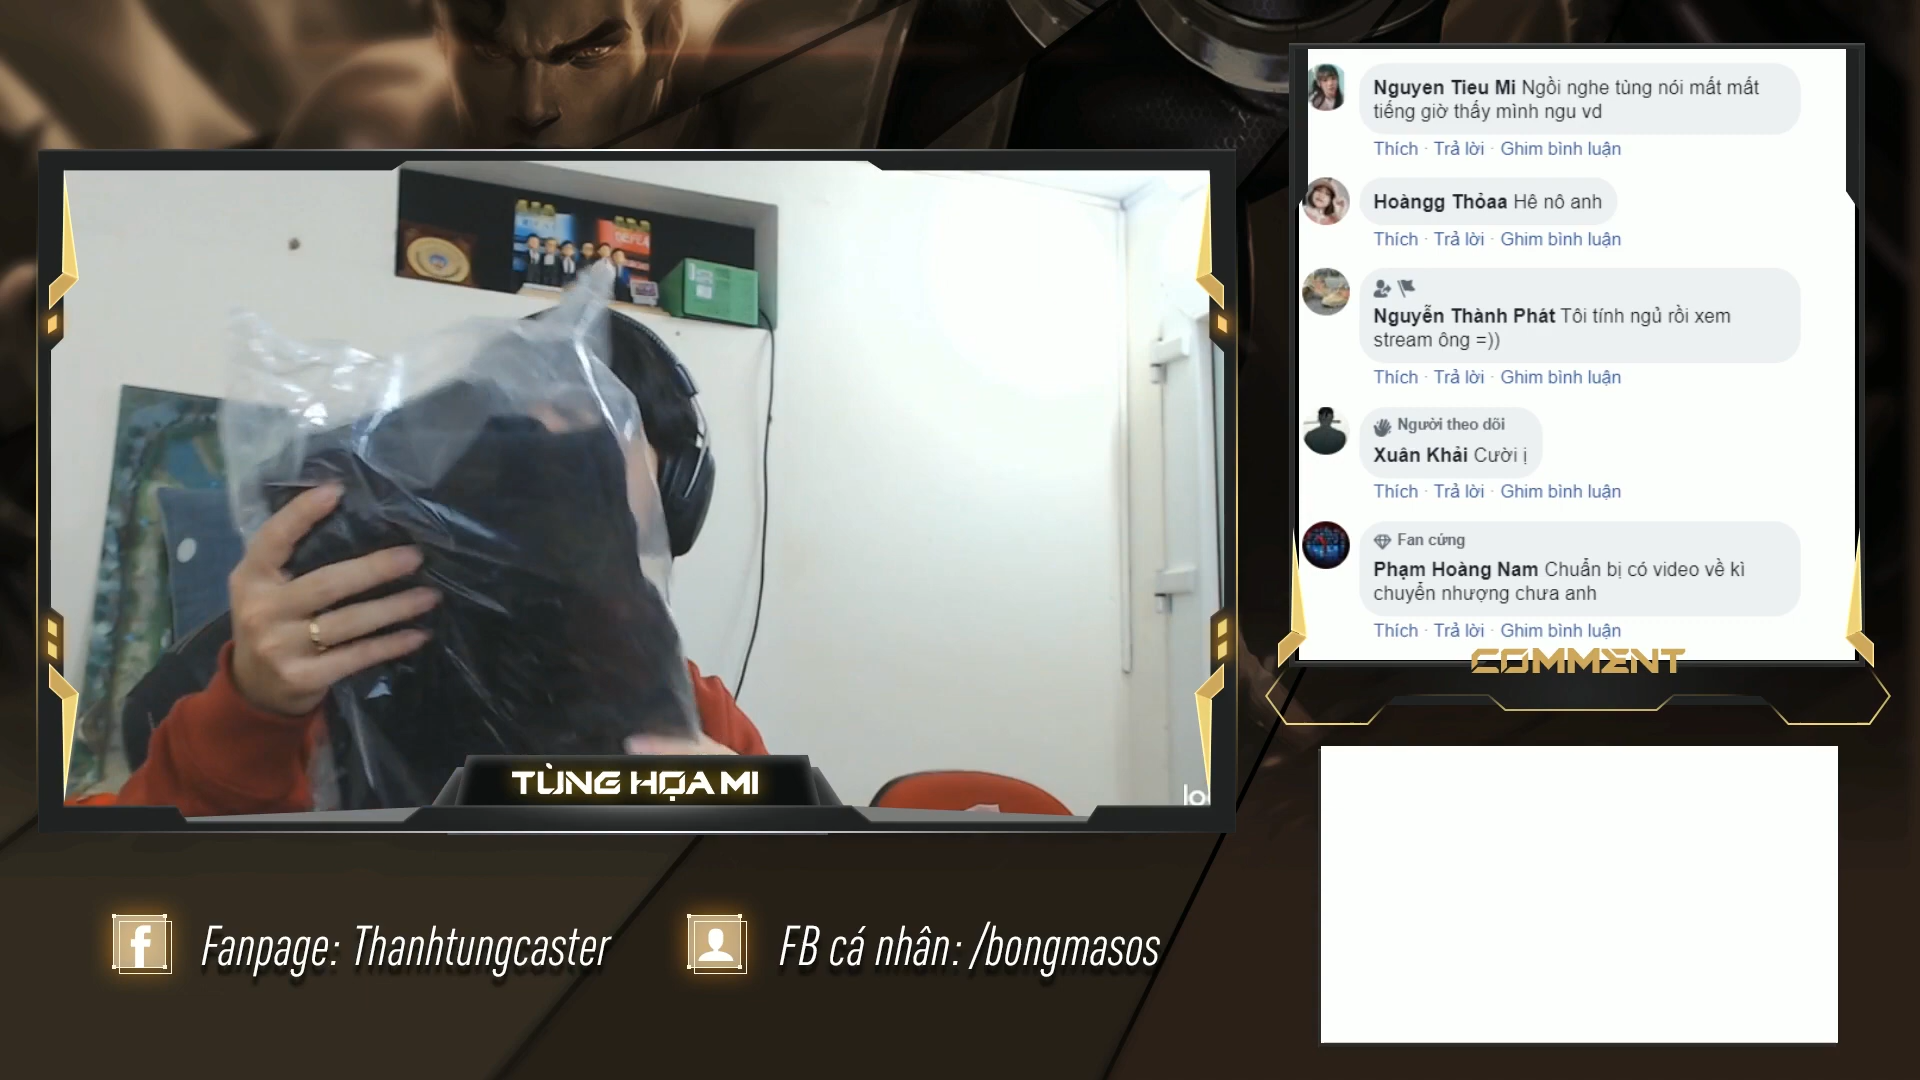 Nguyen Tieu Mi Ngồi nghe tùng nói mất mất
tiếng giờ thấy mình ngu vd
Thích · Trả lời · Ghim bình luận
Hoàngg Thỏaa Hê nô anh
Thích · Trả lời · Ghim bình luận
Nguyễn Thành Phát Tôi tính ngủ rồi xem
stream ông =))
Thích · Trả lời · Ghim bình luận
Người theo dõi
Xuân Khải Cười ị
Thích · Trả lời · Ghim bình luận
Fan cứng
Phạm Hoàng Nam Chuẩn bị có video về kì
chuyển nhượng chưa anh
Thích · Trả lời · Ghim bình luận
COMMENT
TÙNG HỌA MI
lo
Fanpage: Thanhtungcaster
FB cá nhân: /bongmasos